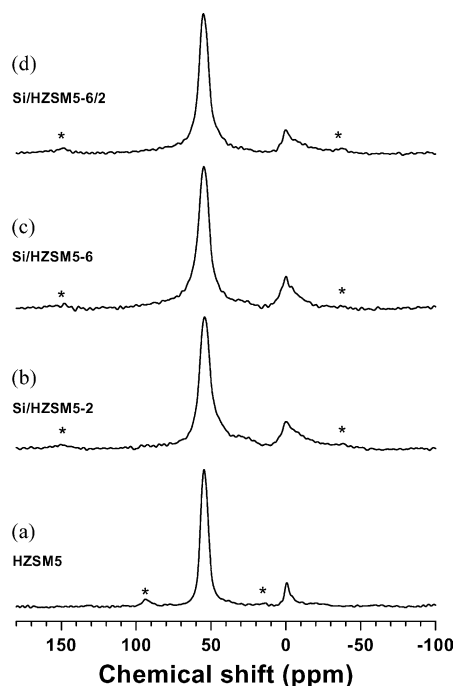 (d)
Si/HZSM5-6/2
* *
(c)
Si/HZSM5-6
* *
(b)
Si/HZSM5-2
* *
(a)
HZSM5
* *
150 100 50 0 -50 -100
Chemical shift (ppm)